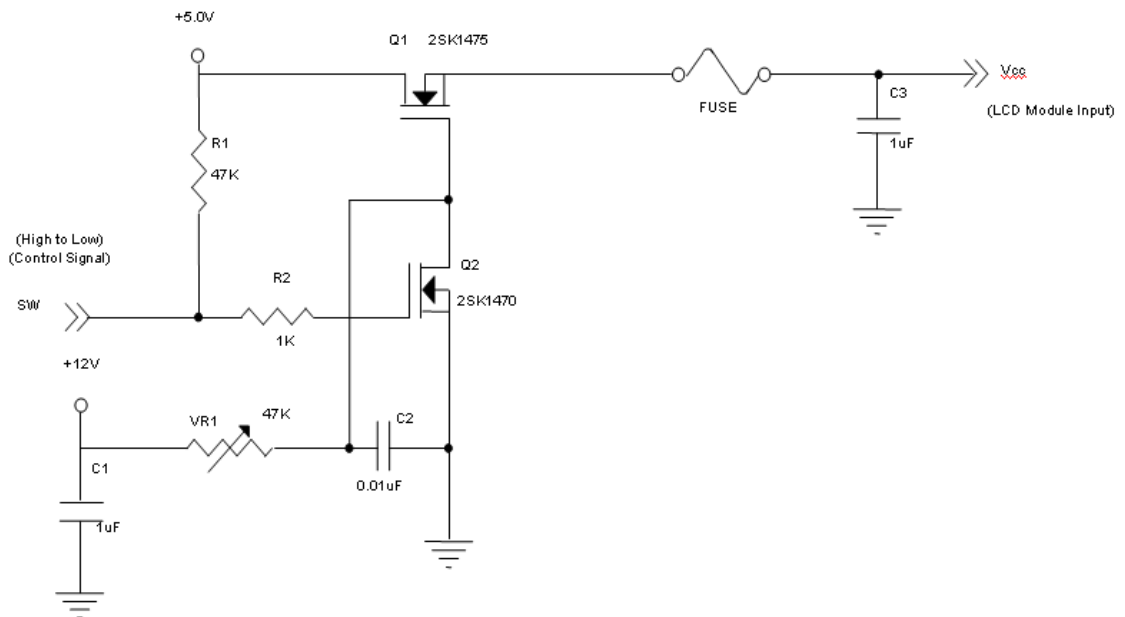 +5.0V
Q1 2SK1475
Vcc
C3
FUSE
(LCD Module Input)
R1
1uF
47K
(High to Low)
(Control Signal)
R2
Q2
SW
2SK1470
1K
+12V
VR1
47K
C2
C1
0.01uF
1uF